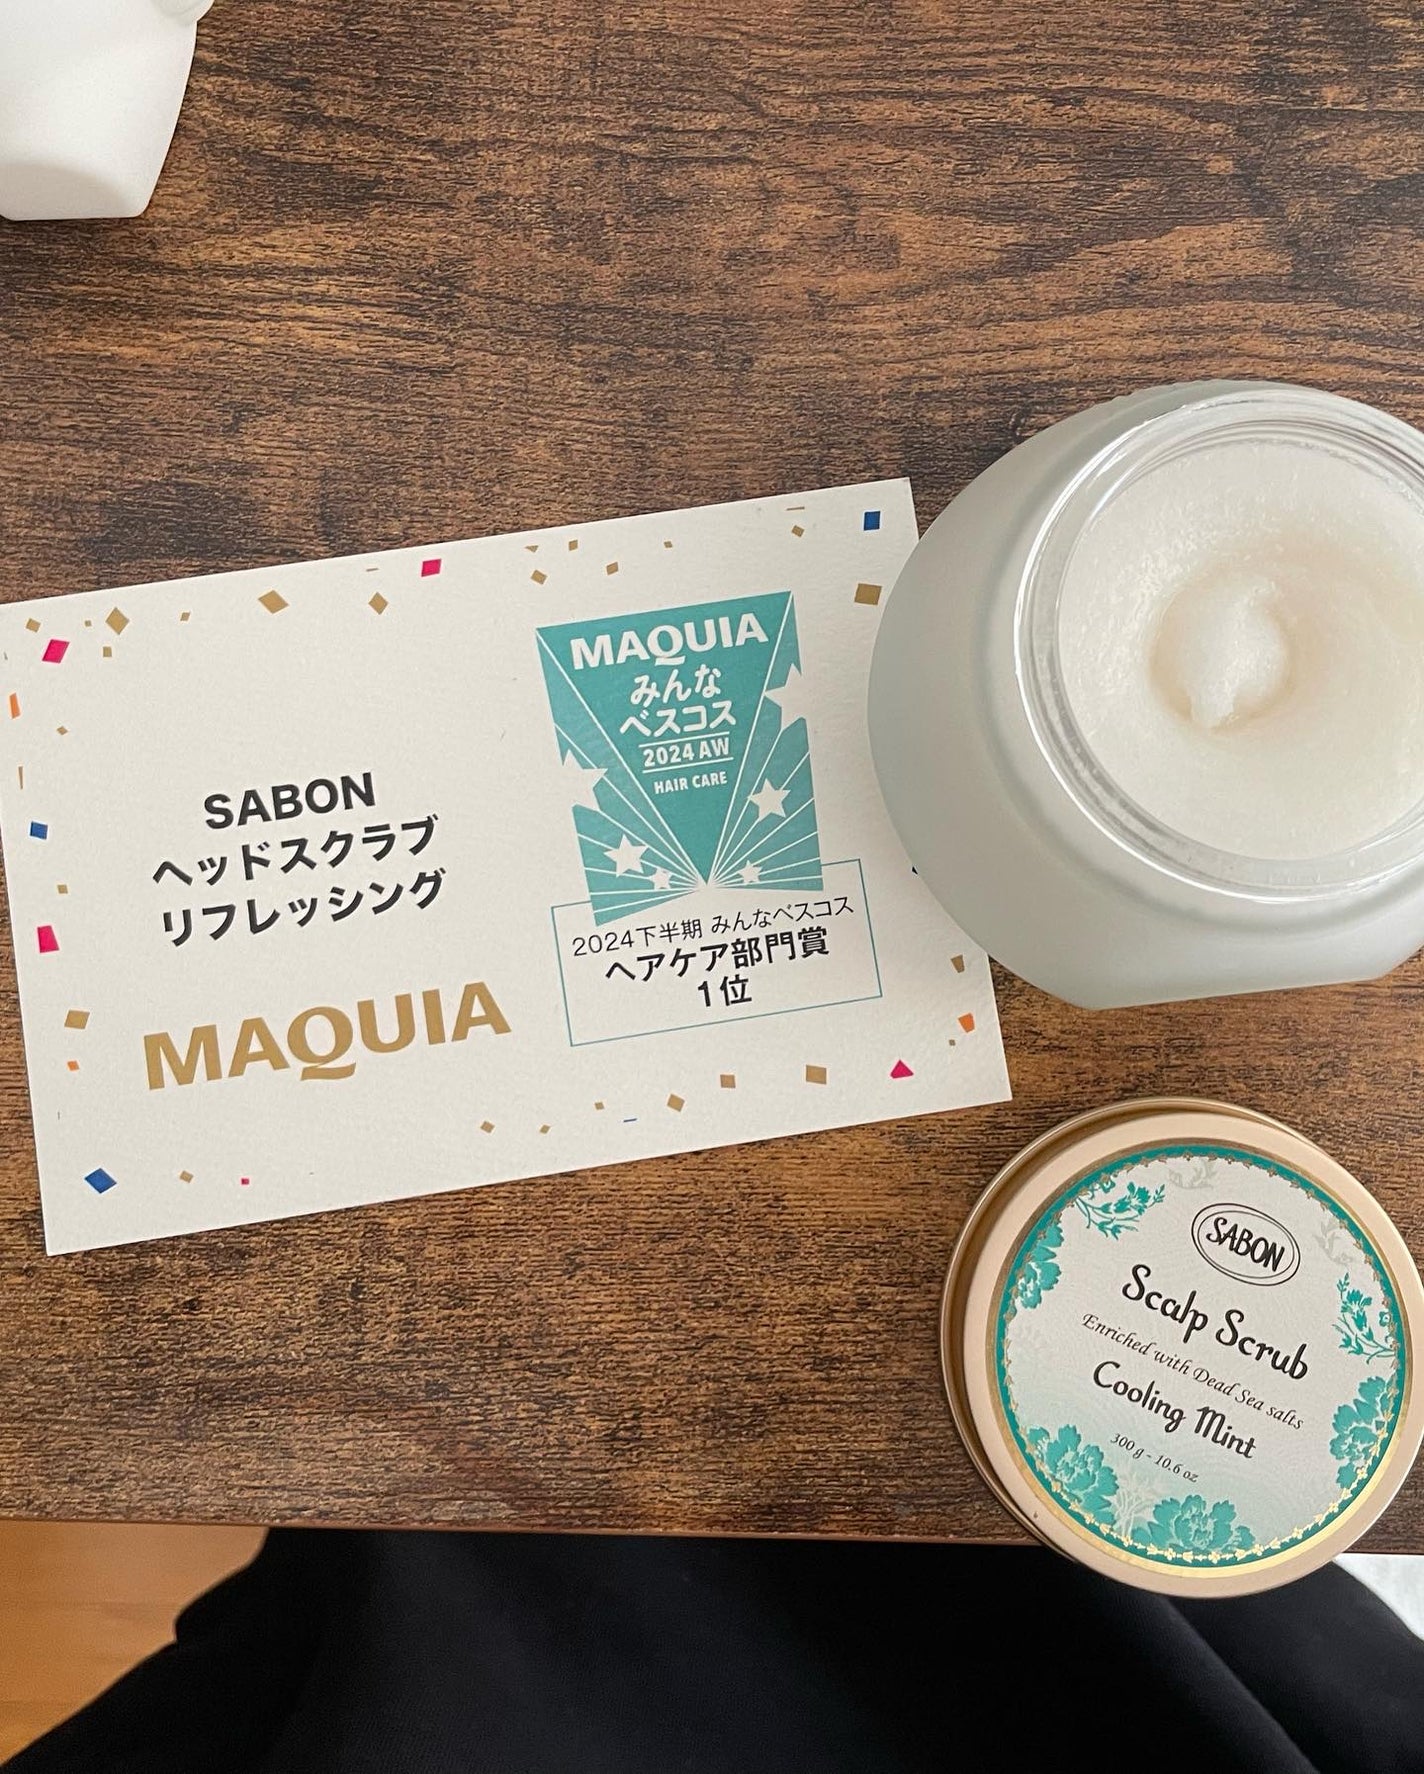 SABON
ヘッドスクラブ
リフレッシング
MAQUIA
MAQUIA
みんな
ベスコス
2024 AW
HAIR CARE
2024下半期 みんなベスコス
ヘアケア部門賞
1位
SABON
Scalp Scrub
Enriched with Dead Sea salts
Cooling Mint
300 g - 10.6 oz